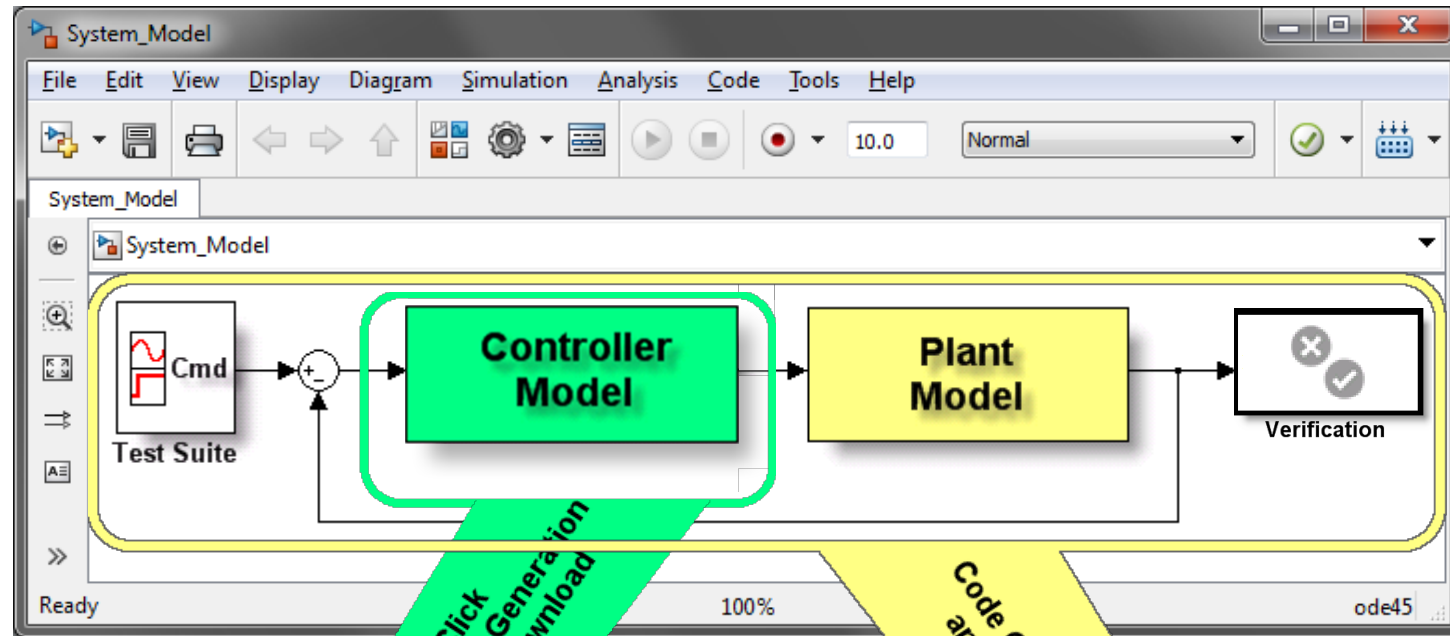 System_Model
File Edit View Display Diagram Simulation Analysis Code Tools Help
10.0 Normal
System_Model
System_Model
Cmd
Test Suite
+
-
Controller
Model
Plant
Model
Verification
Click
Generation
Code
Ready
100%
ode45